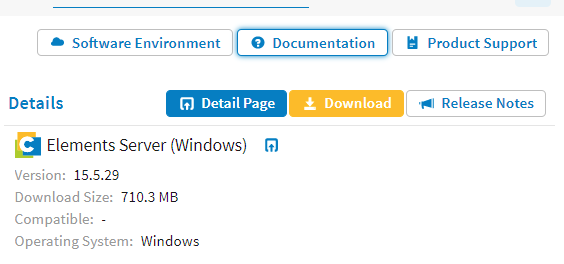 Software Environment Documentation Product Support
Details Detail Page Download Release Notes
Elements Server (Windows)
Version: 15.5.29
Download Size: 710.3 MB
Compatible: -
Operating System: Windows